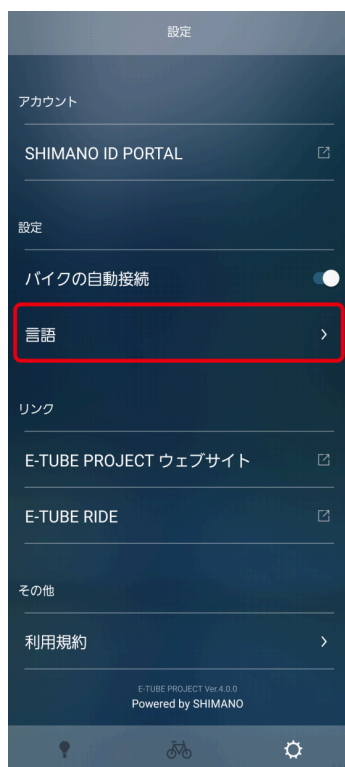 設定
アカウント
SHIMANO ID PORTAL
設定
バイクの自動接続
言語
リンク
E-TUBE PROJECT ウェブサイト
E-TUBE RIDE
その他
利用規約
E-TUBE PROJECT Ver.4.0.0
Powered by SHIMANO